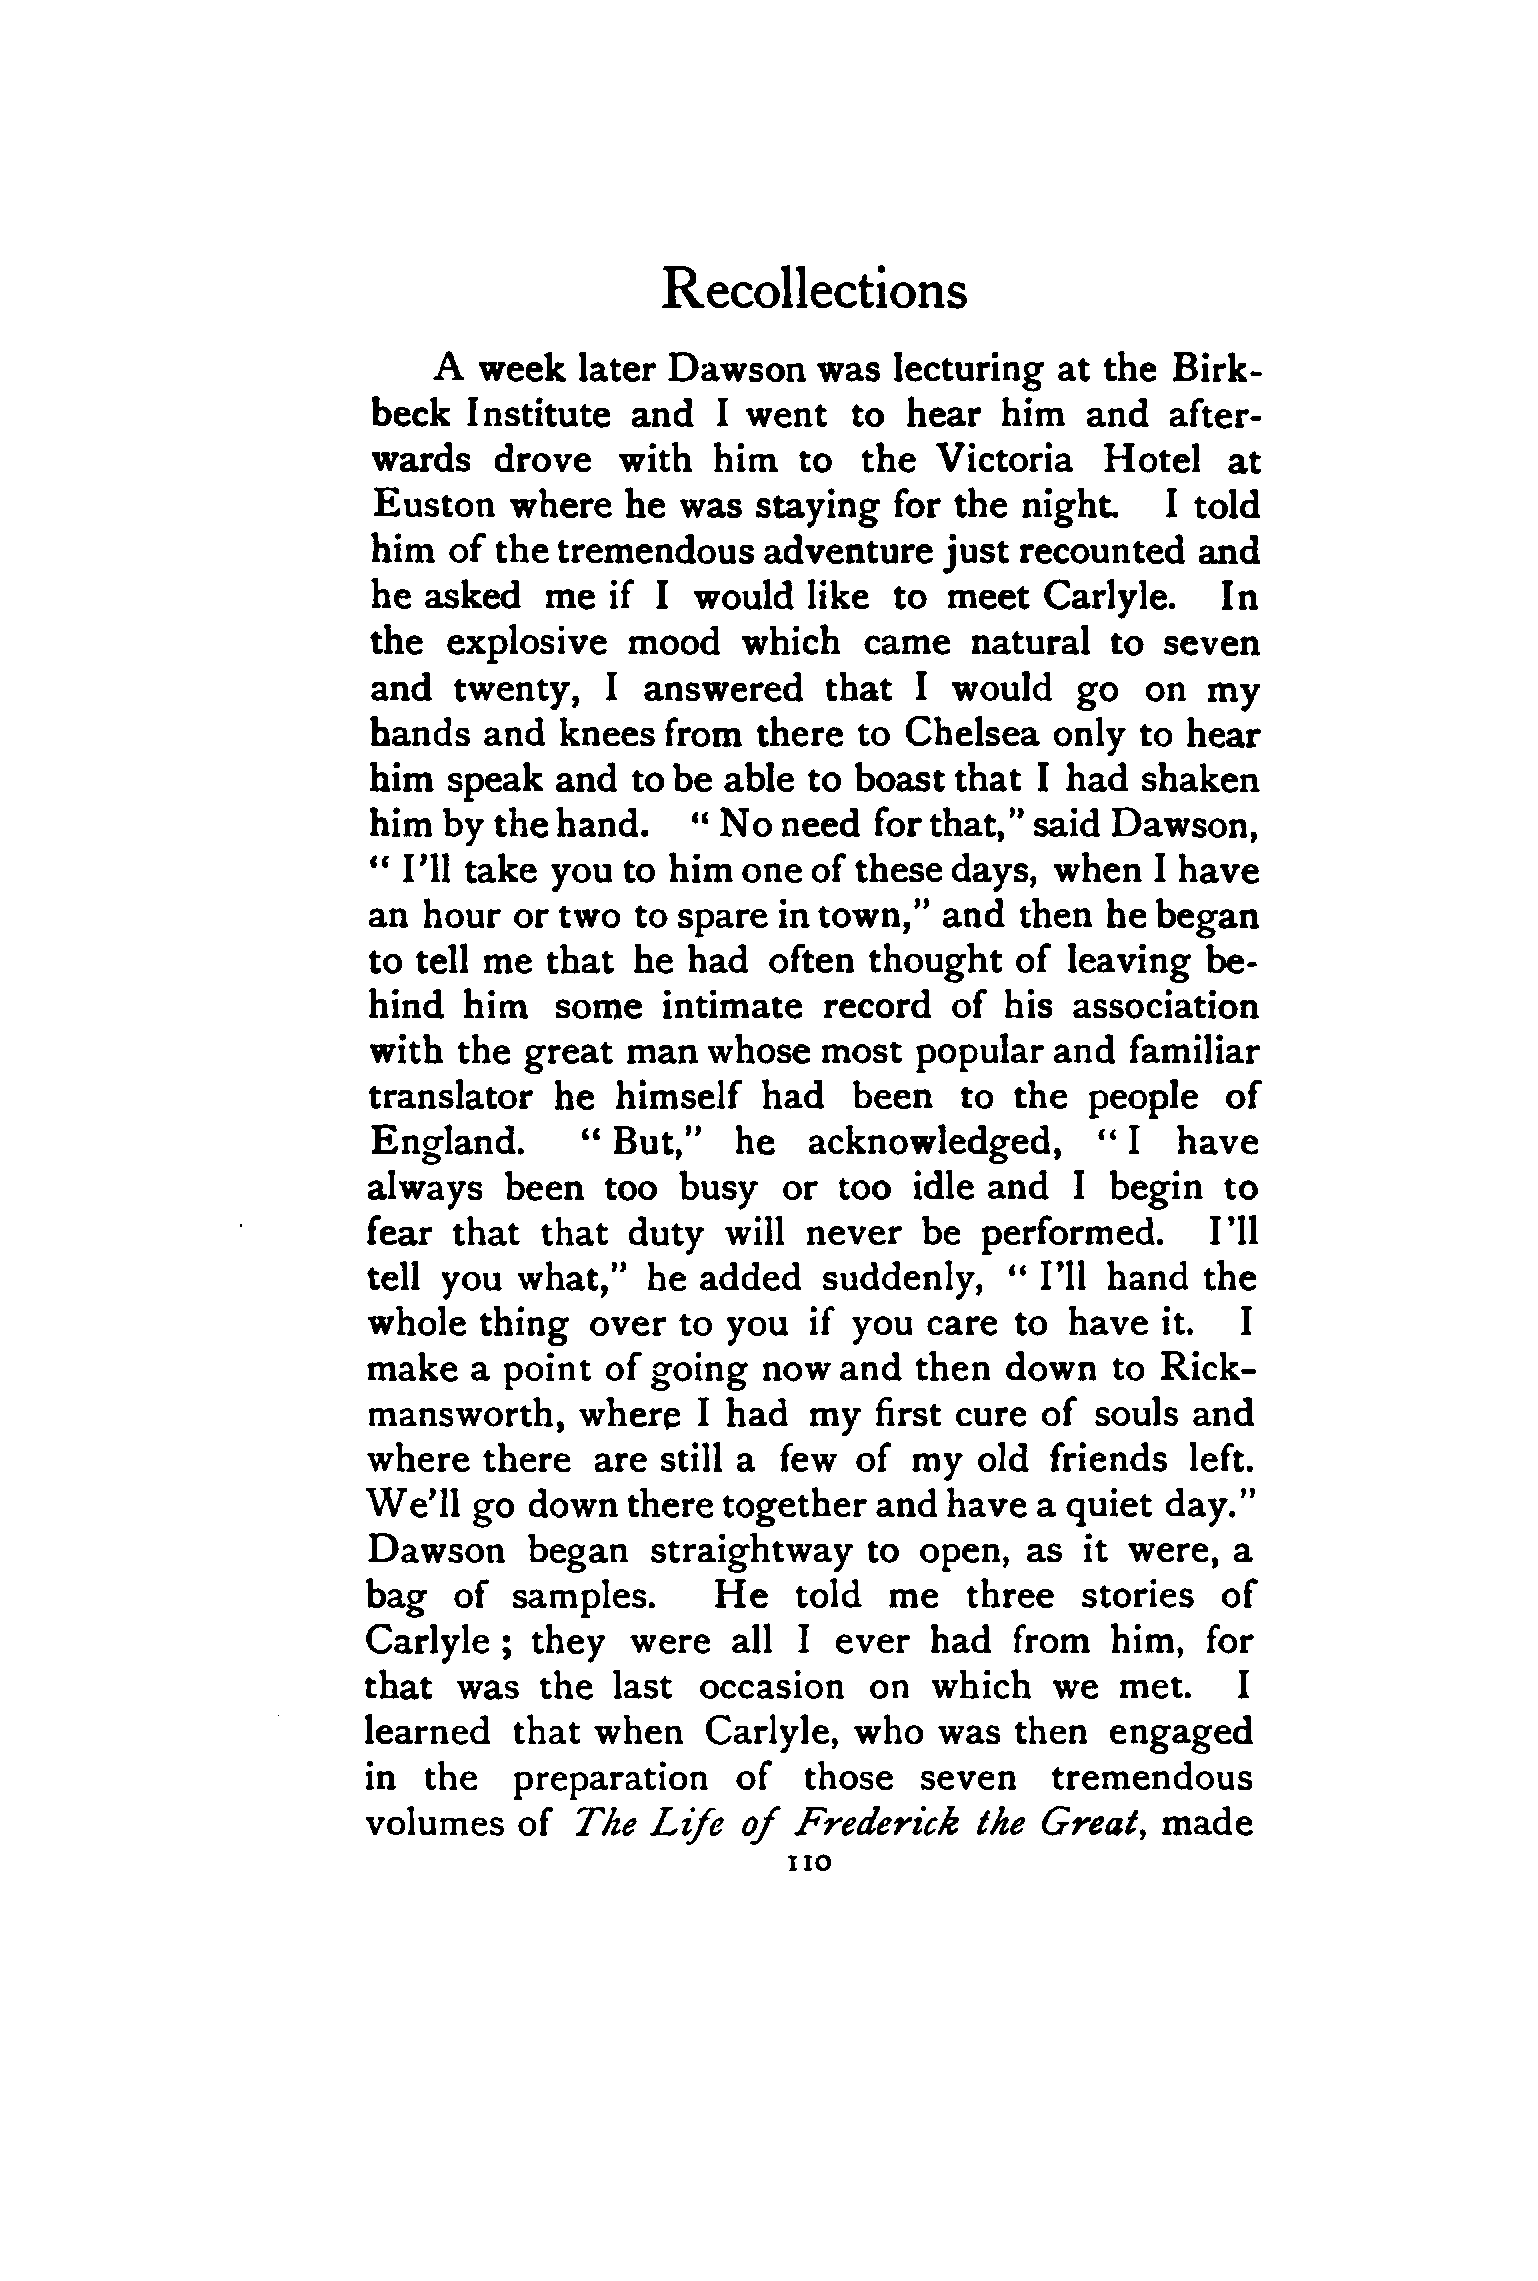 Recollections
A week later Dawson was lecturing at the Birk-
beck Institute and I went to hear him and after-
wards drove with him to the Victoria Hotel at
Euston where he was staying for the night. I told
him of the tremendous adventure just recounted and
he asked me if I would like to meet Carlyle. In
the explosive mood which came natural to seven
and twenty, I answered that I would go on my
hands and knees from there to Chelsea only to hear
him speak and to be able to boast that I had shaken
him by the hand. “ No need for that,” said Dawson,
“ I’ll take you to him one of these days, when I have
an hour or two to spare in town,” and then he began
to tell me that he had often thought of leaving be-
hind him some intimate record of his association
with the great man whose most popular and familiar
translator he himself had been to the people of
England. “ But,” he acknowledged, “ I have
always been too busy or too idle and I begin to
fear that that duty will never be performed. I’ll
tell you what,” he added suddenly, “ I’ll hand the
whole thing over to you if you care to have it. I
make a point of going now and then down to Rick-
mansworth, where I had my first cure of souls and
where there are still a few of my old friends left.
We’ll go down there together and have a quiet day.”
Dawson began straightway to open, as it were, a
bag of samples. He told me three stories of
Carlyle ; they were all I ever had from him, for
that was the last occasion on which we met. I
learned that when Carlyle, who was then engaged
in the preparation of those seven tremendous
volumes of The Life of Frederick the Great, made
110